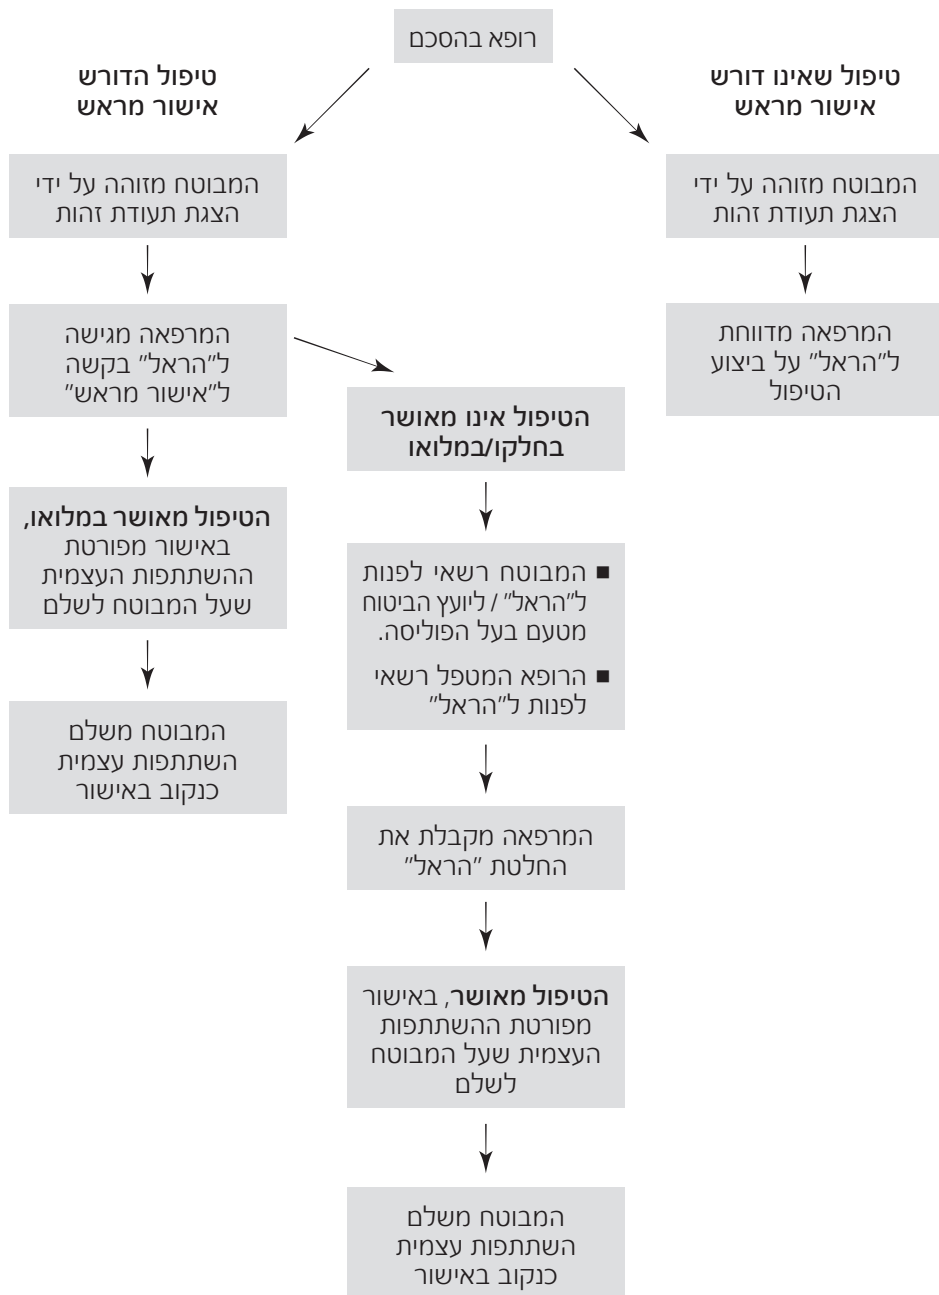 רופא בהסכם
טיפול שאינו דורש
אישור מראש
המבוטח מזוהה על ידי
הצגת תעודת זהות
המרפאה מדווחת
ל"הראל" על ביצוע
הטיפול
טיפול הדורש
אישור מראש
המבוטח מזוהה על ידי
הצגת תעודת זהות
המרפאה מגישה
ל"הראל" בקשה
ל"אישור מראש"
הטיפול מאושר במלואו,
באישור מפורטת
ההשתתפות העצמית
שעל המבוטח לשלם
המבוטח משלם
השתתפות עצמית
כנקוב באישור
הטיפול אינו מאושר
בחלקו/במלואו
■ המבוטח רשאי לפנות
ל"הראל" / ליועץ הביטוח
מטעם בעל הפוליסה.
■ הרופא המטפל רשאי
לפנות ל"הראל"
המרפאה מקבלת את
החלטת "הראל"
הטיפול מאושר, באישור
מפורטת ההשתתפות
העצמית שעל המבוטח
לשלם
המבוטח משלם
השתתפות עצמית
כנקוב באישור